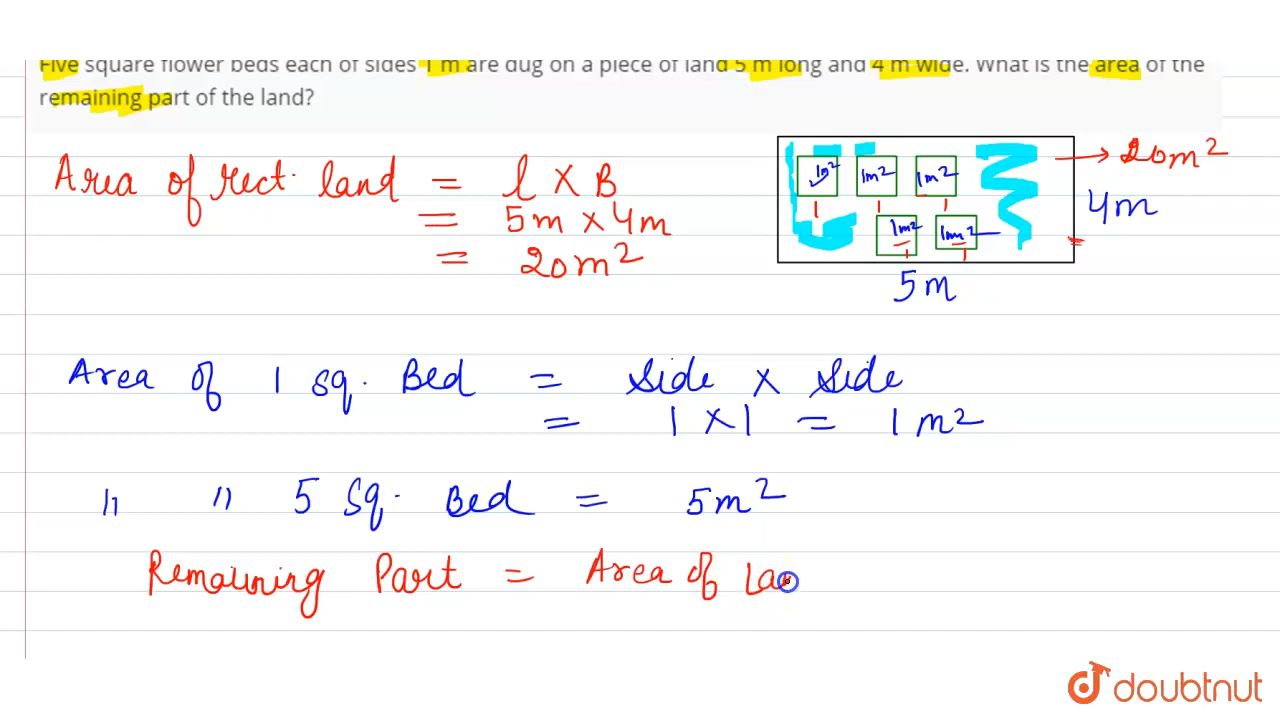 Five square flower beds each of sides 1 m are dug on a piece of land 5 m long and 4 m wide. What is the area of the
remaining part of the land?
Area of rect. land = l X B
= 5m x 4m
= 20m²
1m² 1m² 1m²
1m² 1m²
20m²
4m
5m
Area of 1 sq. Bed = Side x Side
= 1 X 1 = 1m²
" " 5 Sq. Bed = 5m²
Remaining Part = Area of La
doubtnut